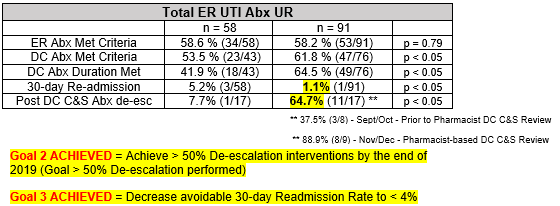 Total ER UTI Abx UR
n = 58 n = 91
ER Abx Met Criteria 58.6 % (34/58) 58.2 % (53/91) p = 0.79
DC Abx Met Criteria 53.5 % (23/43) 61.8 % (47/76) p < 0.05
DC Abx Duration Met 41.9 % (18/43) 64.5 % (49/76) p < 0.05
30-day Re-admission 5.2% (3/58) 1.1% (1/91) p < 0.05
Post DC C&S Abx de-esc 7.7% (1/17) 64.7% (11/17) ** p < 0.05
** 37.5% (3/8) - Sept/Oct - Prior to Pharmacist DC C&S Review
** 88.9% (8/9) - Nov/Dec - Pharmacist-based DC C&S Review
Goal 2 ACHIEVED = Achieve > 50% De-escalation interventions by the end of
2019 (Goal > 50% De-escalation performed)
Goal 3 ACHIEVED = Decrease avoidable 30-day Readmission Rate to < 4%